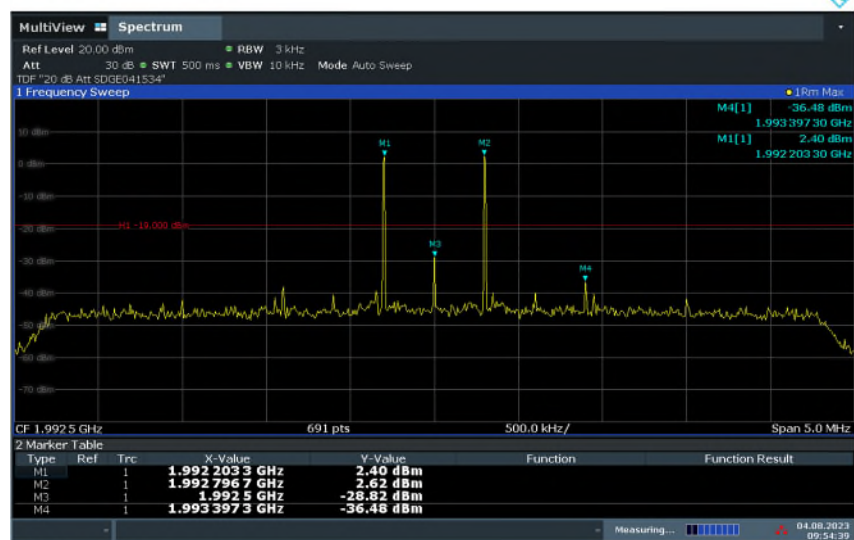 MultiView Spectrum
Ref Level 20.00 dBm RBW 3 kHz
Att 30 dB SWT 500 ms VBW 10 kHz Mode Auto Sweep
TDF "20 dB Att SDGE041534"
1 Frequency Sweep 1Rm Max
M4[1] -36.48 dBm
1.993 397 30 GHz
M1[1] 2.40 dBm
1.992 203 30 GHz
10 dBm
M1 M2
0 dBm
-10 dBm
H1 -19.000 dBm
-20 dBm
M3
-30 dBm
M4
-40 dBm
-50 dBm
-60 dBm
-70 dBm
CF 1.9925 GHz 691 pts 500.0 kHz/ Span 5.0 MHz
2 Marker Table
Type Ref Trc X-Value Y-Value Function Function Result
M1 1 1.992 203 3 GHz 2.40 dBm
M2 1 1.992 796 7 GHz 2.62 dBm
M3 1 1.992 5 GHz -28.82 dBm
M4 1 1.993 397 3 GHz -36.48 dBm
Measuring... 04.08.2023
09:54:39